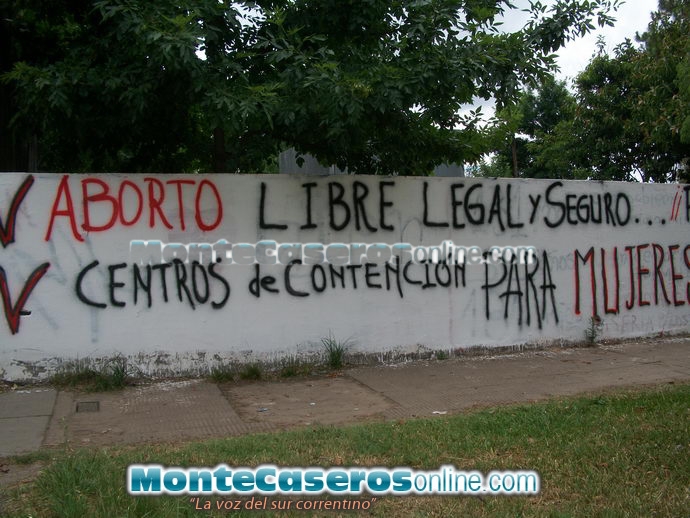 ABORTO LIBRE LEGAL y SEGURO... //
CENTROS de CONTENCIÓN PARA MUJERES
MonteCaserosonline.com
MonteCaserosonline.com
"La voz del sur correntino"